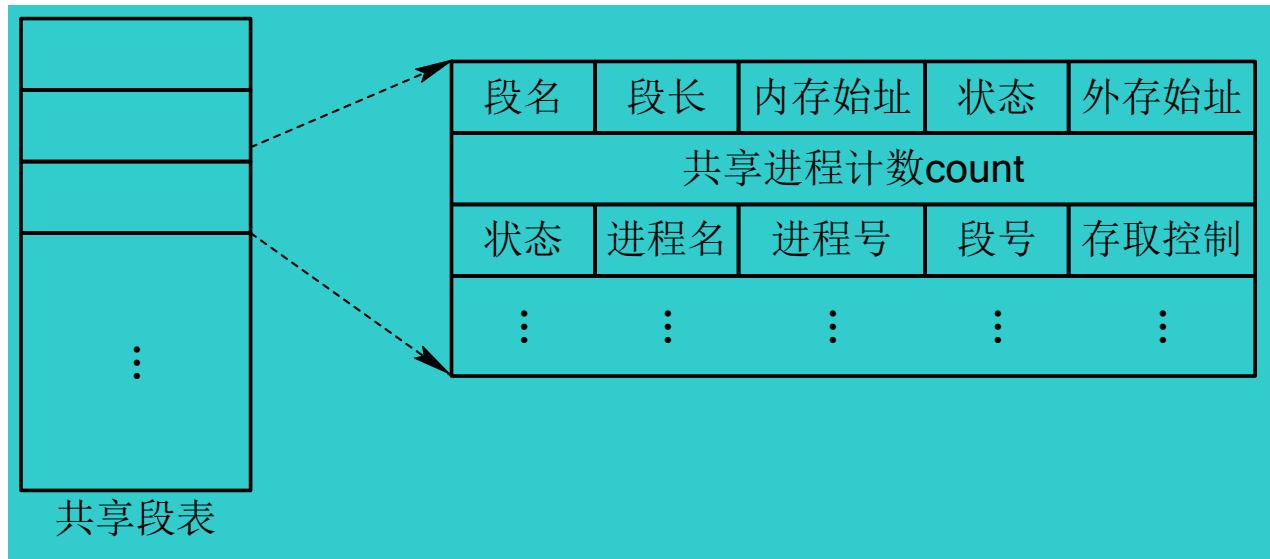 段名 段长 内存始址 状态 外存始址
共享进程计数count
状态 进程名 进程号 段号 存取控制
⋮ ⋮ ⋮ ⋮ ⋮
⋮
共享段表